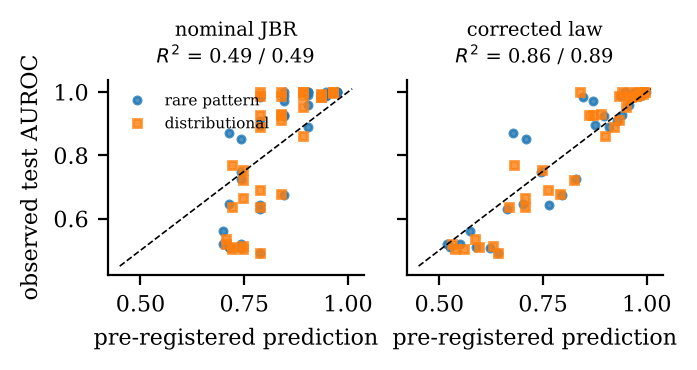 nominal JBR
R² = 0.49 / 0.49
corrected law
R² = 0.86 / 0.89
observed test AUROC
1.0
0.8
0.6
rare pattern
distributional
0.50 0.75 1.00
0.50 0.75 1.00
pre-registered prediction
pre-registered prediction